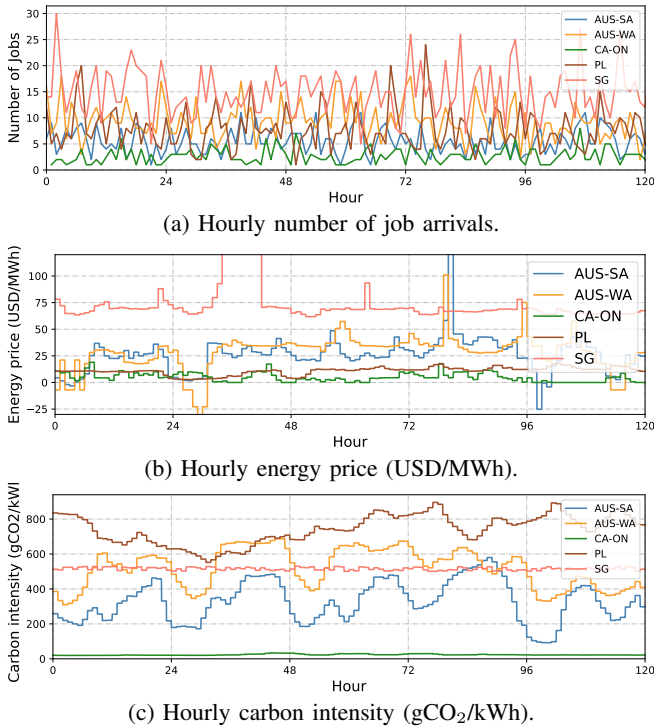 Number of Jobs
30
25
20
15
10
5
0
AUS-SA
AUS-WA
CA-ON
PL
SG
0 24 48 72 96 120
Hour
(a) Hourly number of job arrivals.
Energy price (USD/MWh)
100
75
50
25
0
−25
AUS-SA
AUS-WA
CA-ON
PL
SG
0 24 48 72 96 120
Hour
(b) Hourly energy price (USD/MWh).
Carbon intensity (gCO2/kWl
800
600
400
200
0
AUS-SA
AUS-WA
CA-ON
PL
SG
0 24 48 72 96 120
Hour
(c) Hourly carbon intensity (gCO₂/kWh).